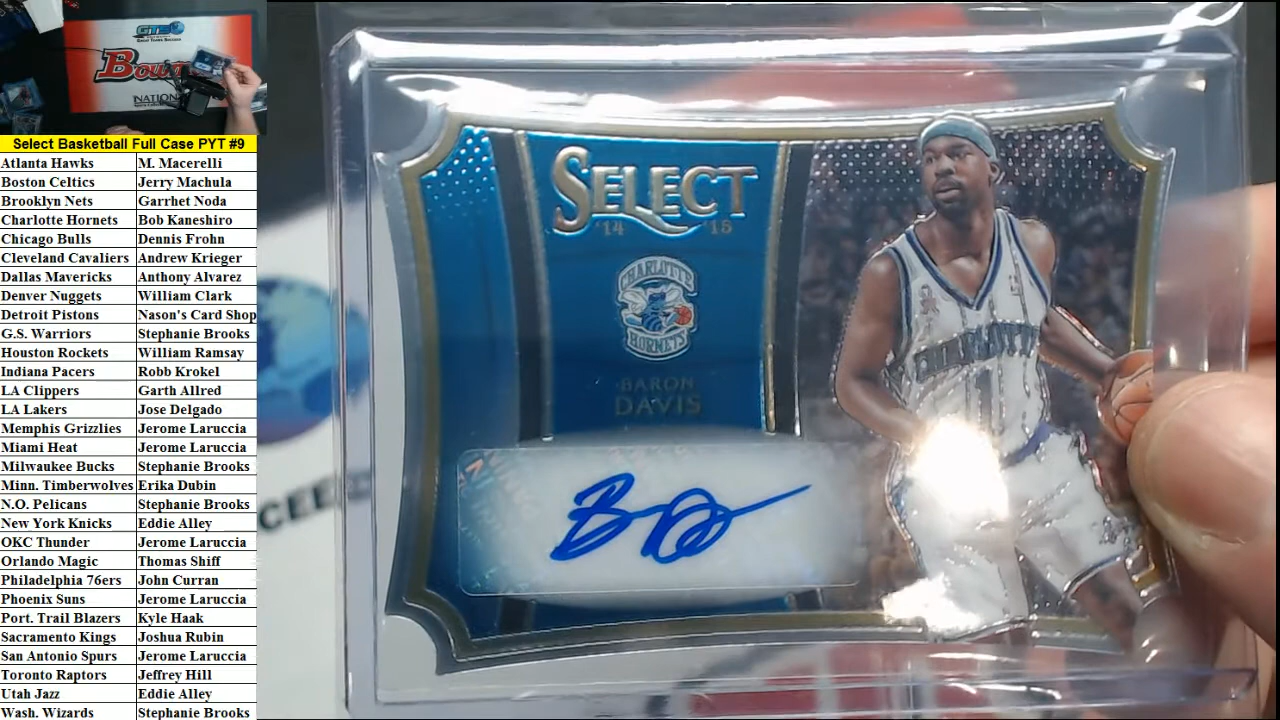 GTS
Bow
NATION
Select Basketball Full Case PYT #9
Atlanta Hawks M. Macerelli
Boston Celtics Jerry Machula
Brooklyn Nets Garrhet Noda
Charlotte Hornets Bob Kaneshiro
Chicago Bulls Dennis Frohn
Cleveland Cavaliers Andrew Krieger
Dallas Mavericks Anthony Alvarez
Denver Nuggets William Clark
Detroit Pistons Nason's Card Shop
G.S. Warriors Stephanie Brooks
Houston Rockets William Ramsay
Indiana Pacers Robb Krokel
LA Clippers Garth Allred
LA Lakers Jose Delgado
Memphis Grizzlies Jerome Laruccia
Miami Heat Jerome Laruccia
Milwaukee Bucks Stephanie Brooks
Minn. Timberwolves Erika Dubin
N.O. Pelicans Stephanie Brooks
New York Knicks Eddie Alley
OKC Thunder Jerome Laruccia
Orlando Magic Thomas Shiff
Philadelphia 76ers John Curran
Phoenix Suns Jerome Laruccia
Port. Trail Blazers Kyle Haak
Sacramento Kings Joshua Rubin
San Antonio Spurs Jerome Laruccia
Toronto Raptors Jeffrey Hill
Utah Jazz Eddie Alley
Wash. Wizards Stephanie Brooks
SELECT
'14 '15
CHARLOTTE
HORNETS
BARON
DAVIS
CHARLOTTE
1
CEE